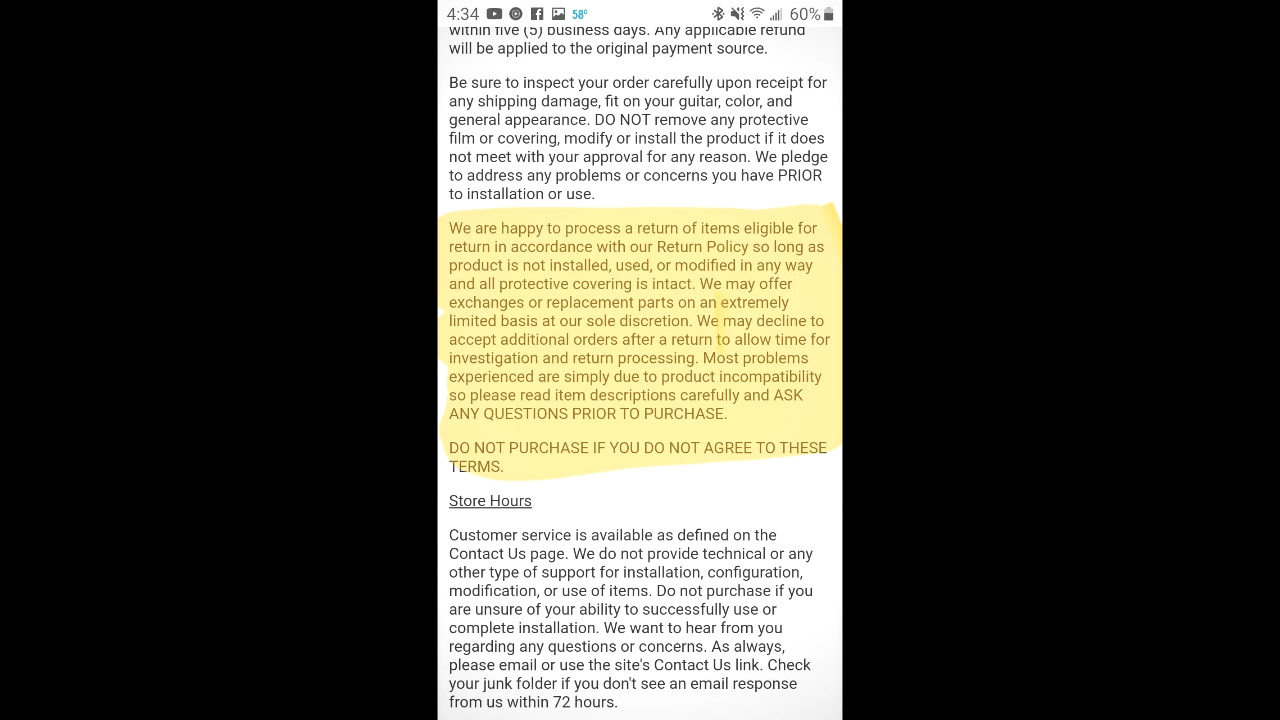 4:34 58° 60%
within five (5) business days. Any applicable refund
will be applied to the original payment source.
Be sure to inspect your order carefully upon receipt for
any shipping damage, fit on your guitar, color, and
general appearance. DO NOT remove any protective
film or covering, modify or install the product if it does
not meet with your approval for any reason. We pledge
to address any problems or concerns you have PRIOR
to installation or use.
We are happy to process a return of items eligible for
return in accordance with our Return Policy so long as
product is not installed, used, or modified in any way
and all protective covering is intact. We may offer
exchanges or replacement parts on an extremely
limited basis at our sole discretion. We may decline to
accept additional orders after a return to allow time for
investigation and return processing. Most problems
experienced are simply due to product incompatibility
so please read item descriptions carefully and ASK
ANY QUESTIONS PRIOR TO PURCHASE.
DO NOT PURCHASE IF YOU DO NOT AGREE TO THESE
TERMS.
Store Hours
Customer service is available as defined on the
Contact Us page. We do not provide technical or any
other type of support for installation, configuration,
modification, or use of items. Do not purchase if you
are unsure of your ability to successfully use or
complete installation. We want to hear from you
regarding any questions or concerns. As always,
please email or use the site's Contact Us link. Check
your junk folder if you don't see an email response
from us within 72 hours.